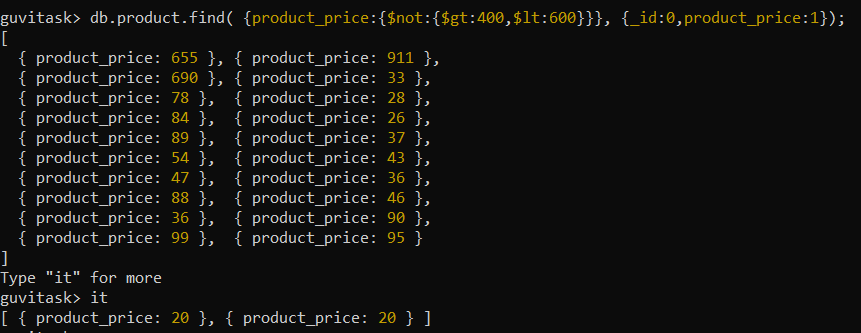 guvitask> db.product.find( {product_price:{$not:{$gt:400,$lt:600}}}, {_id:0,product_price:1});
[
  { product_price: 655 }, { product_price: 911 },
  { product_price: 690 }, { product_price: 33 },
  { product_price: 78 },  { product_price: 28 },
  { product_price: 84 },  { product_price: 26 },
  { product_price: 89 },  { product_price: 37 },
  { product_price: 54 },  { product_price: 43 },
  { product_price: 47 },  { product_price: 36 },
  { product_price: 88 },  { product_price: 46 },
  { product_price: 36 },  { product_price: 90 },
  { product_price: 99 },  { product_price: 95 }
]
Type "it" for more
guvitask> it
[ { product_price: 20 }, { product_price: 20 } ]